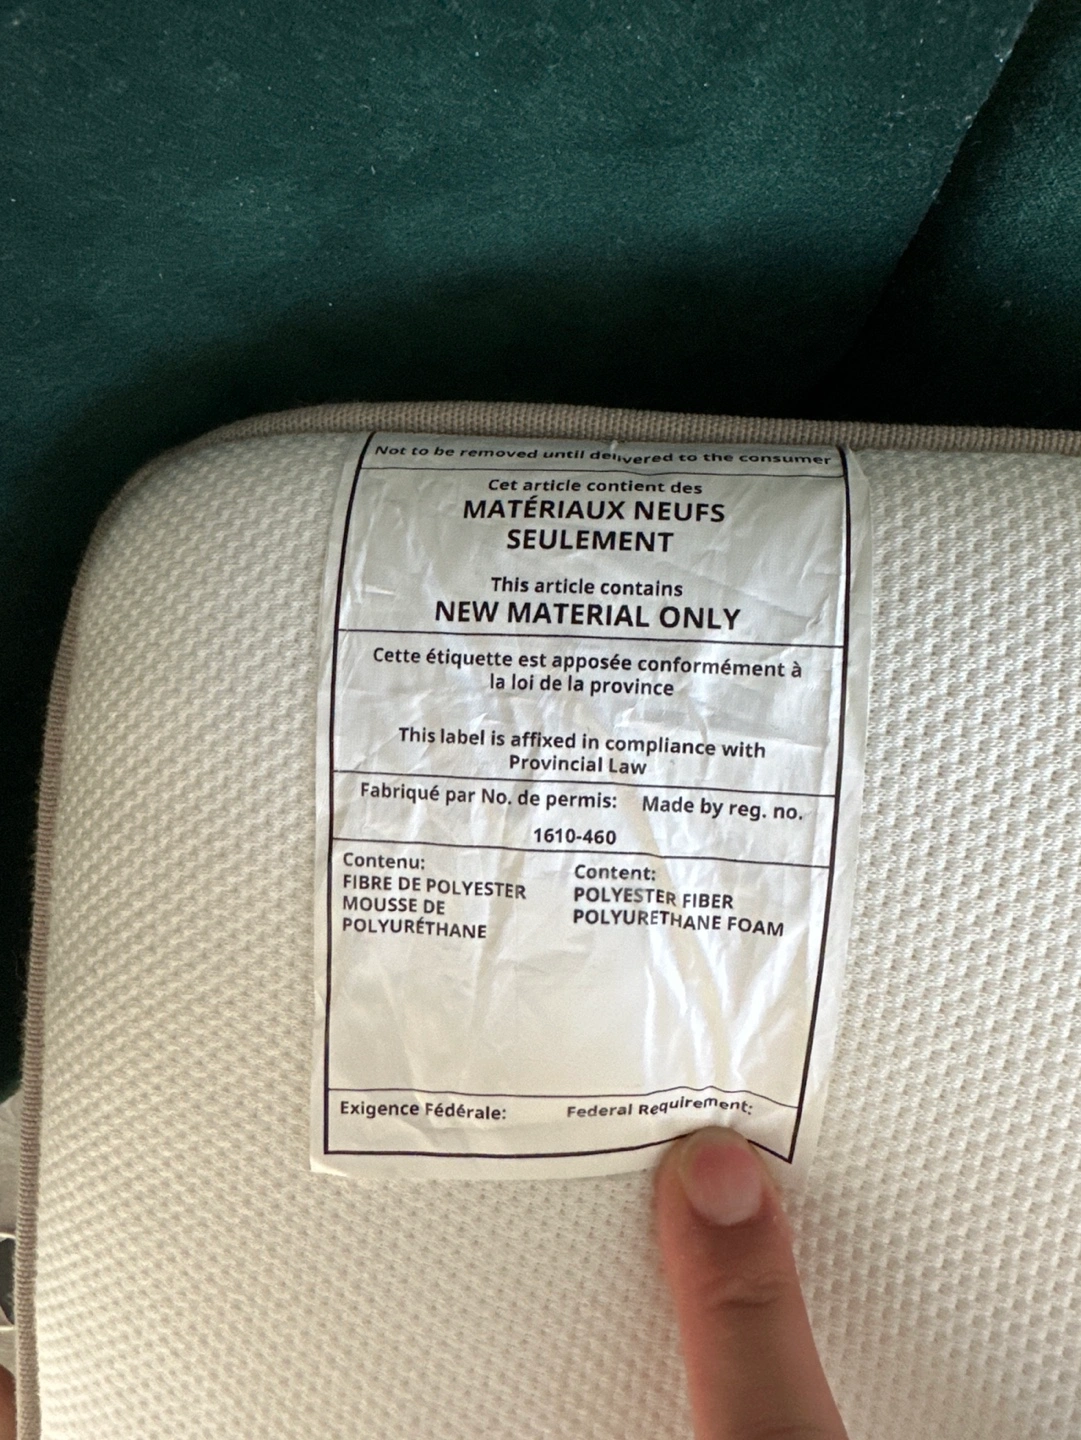 Not to be removed until delivered to the consumer
Cet article contient des
MATÉRIAUX NEUFS
SEULEMENT
This article contains
NEW MATERIAL ONLY
Cette étiquette est apposée conformément à
la loi de la province
This label is affixed in compliance with
Provincial Law
Fabriqué par No. de permis: Made by reg. no.
1610-460
Contenu:
FIBRE DE POLYESTER
MOUSSE DE
POLYURÉTHANE
Content:
POLYESTER FIBER
POLYURETHANE FOAM
Exigence Fédérale: Federal Requirement: